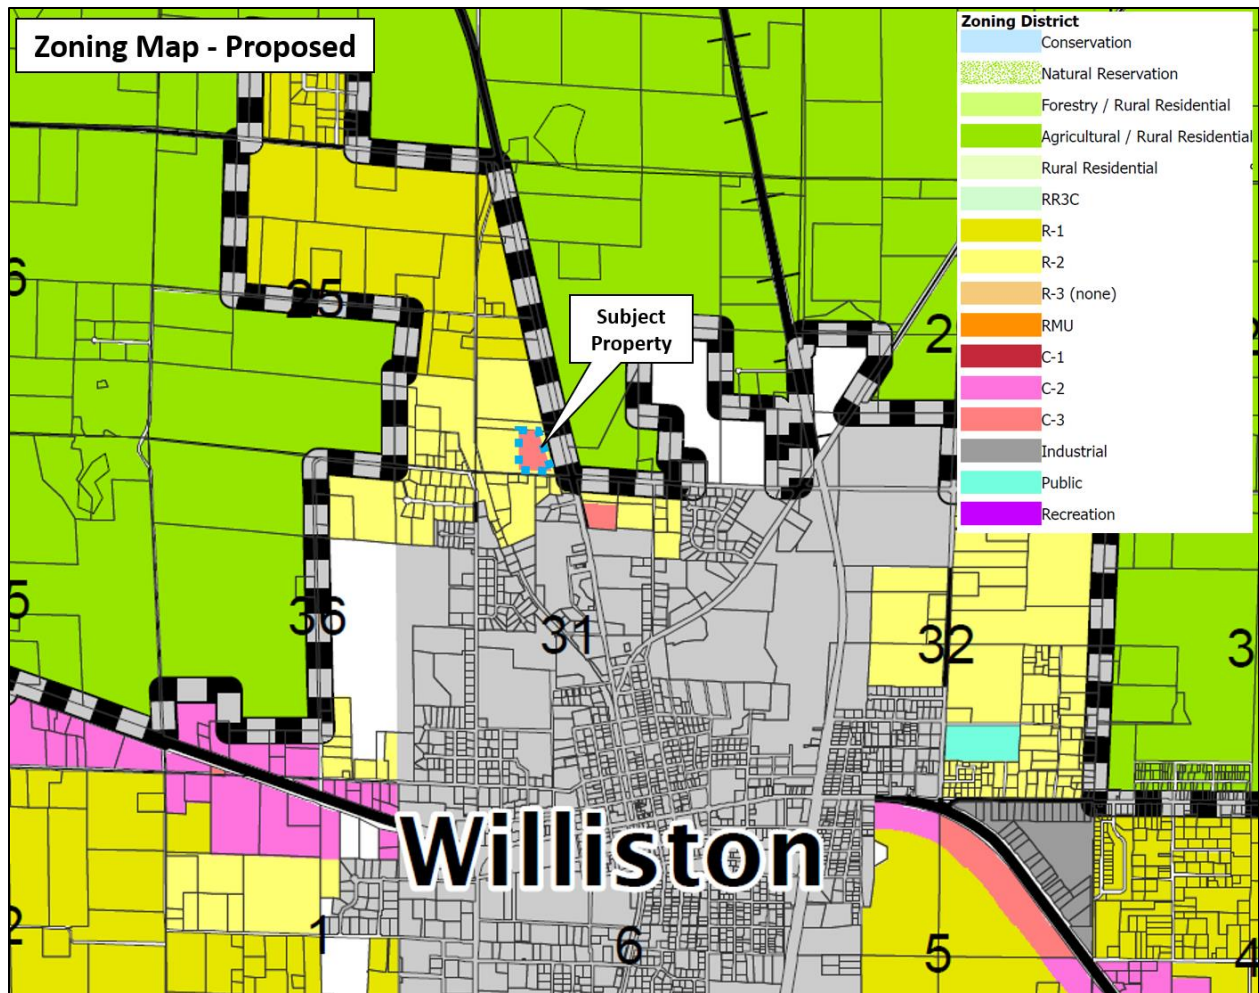 Zoning Map - Proposed
Zoning District
Conservation
Natural Reservation
Forestry / Rural Residential
Agricultural / Rural Residential
Rural Residential
RR3C
R-1
R-2
R-3 (none)
RMU
C-1
C-2
C-3
Industrial
Public
Recreation
25
Subject
Property
36
31
32
Williston
1
6
5
4